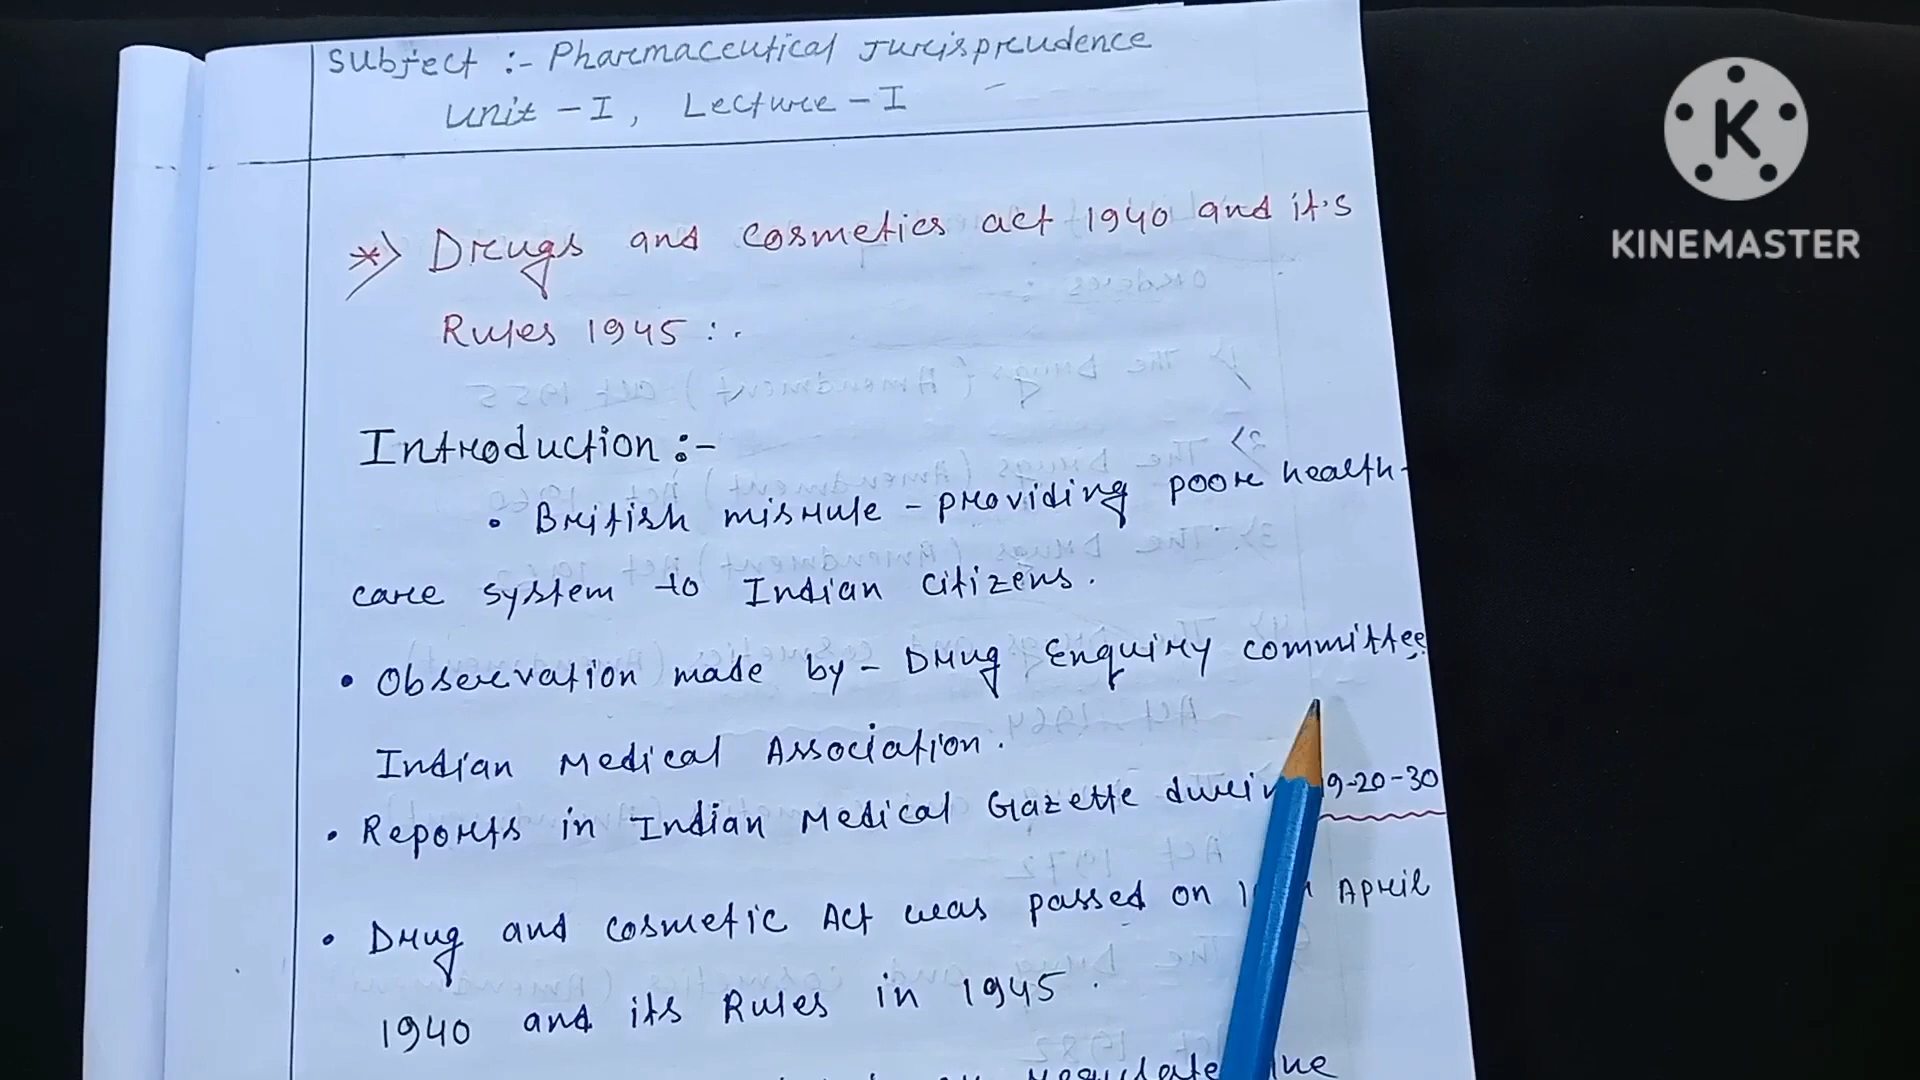 Subject :- Pharmaceutical Jurisprudence
Unit - I, Lecture - I
*) Drugs and cosmetics act 1940 and it's
Rules 1945 :.
Introduction :-
• British misrule - providing poor health-
care system to Indian citizens.
• Observation made by - Drug Enquiry committee
Indian Medical Association.
• Reports in Indian Medical Gazette 9-20-30
• Drug and cosmetic Act was passed on April
1940 and its Rules in 1945.
K
KINEMASTER